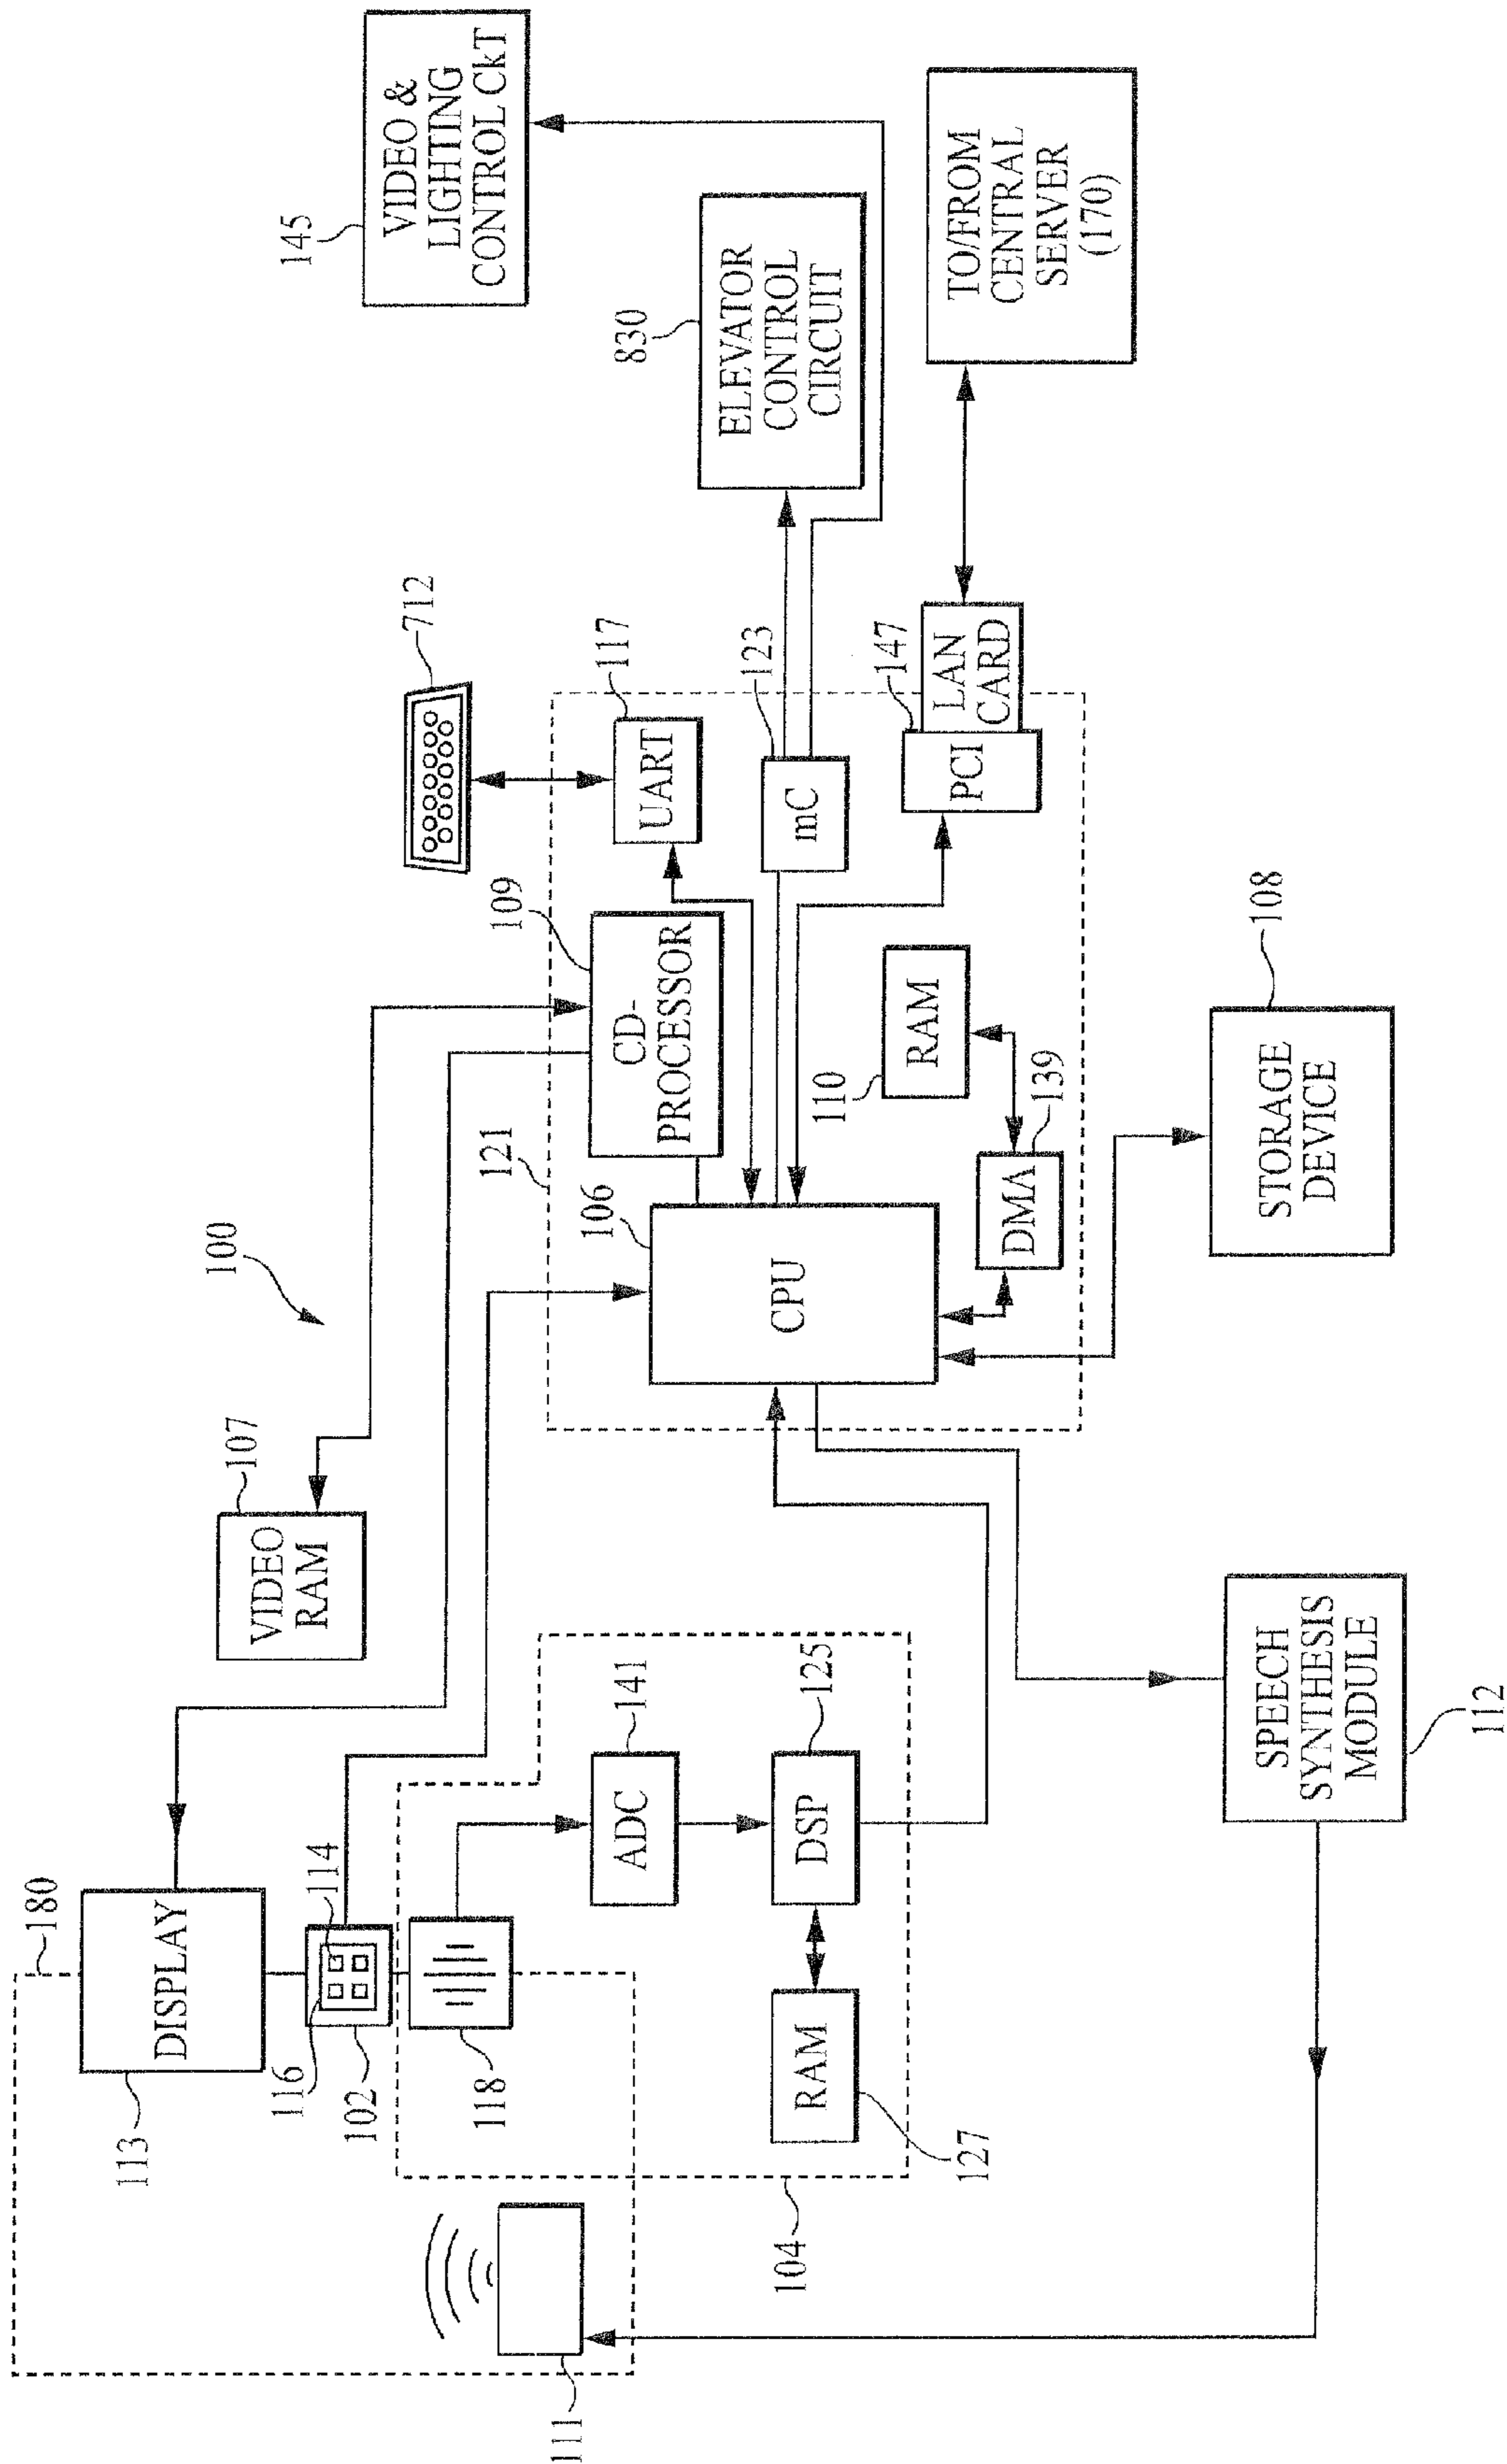 100
180
DISPLAY
113
116
114
102
118
111
104
ADC
141
DSP
125
RAM
127
VIDEO
RAM
107
121
CD-
PROCESSOR
109
106
CPU
UART
117
712
mC
123
PCI
147
LAN
CARD
RAM
110
DMA
139
STORAGE
DEVICE
108
SPEECH
SYNTHESIS
MODULE
112
VIDEO &
LIGHTING
CONTROL CkT
145
ELEVATOR
CONTROL
CIRCUIT
830
TO/FROM
CENTRAL
SERVER
(170)